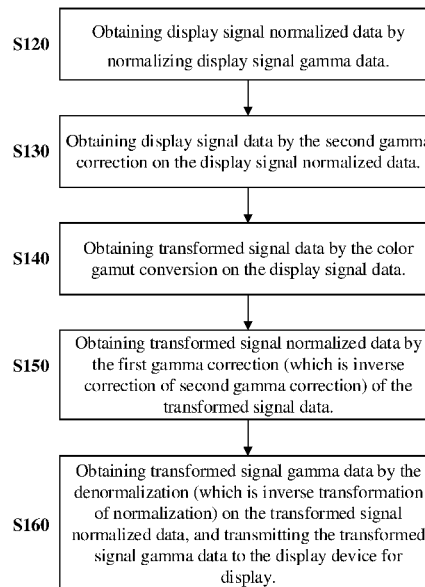 S120
Obtaining display signal normalized data by
normalizing display signal gamma data.
S130
Obtaining display signal data by the second gamma
correction on the display signal normalized data.
S140
Obtaining transformed signal data by the color
gamut conversion on the display signal data.
S150
Obtaining transformed signal normalized data by
the first gamma correction (which is inverse
correction of second gamma correction) of the
transformed signal data.
S160
Obtaining transformed signal gamma data by the
denormalization (which is inverse transformation
of normalization) on the transformed signal
normalized data, and transmitting the transformed
signal gamma data to the display device for
display.